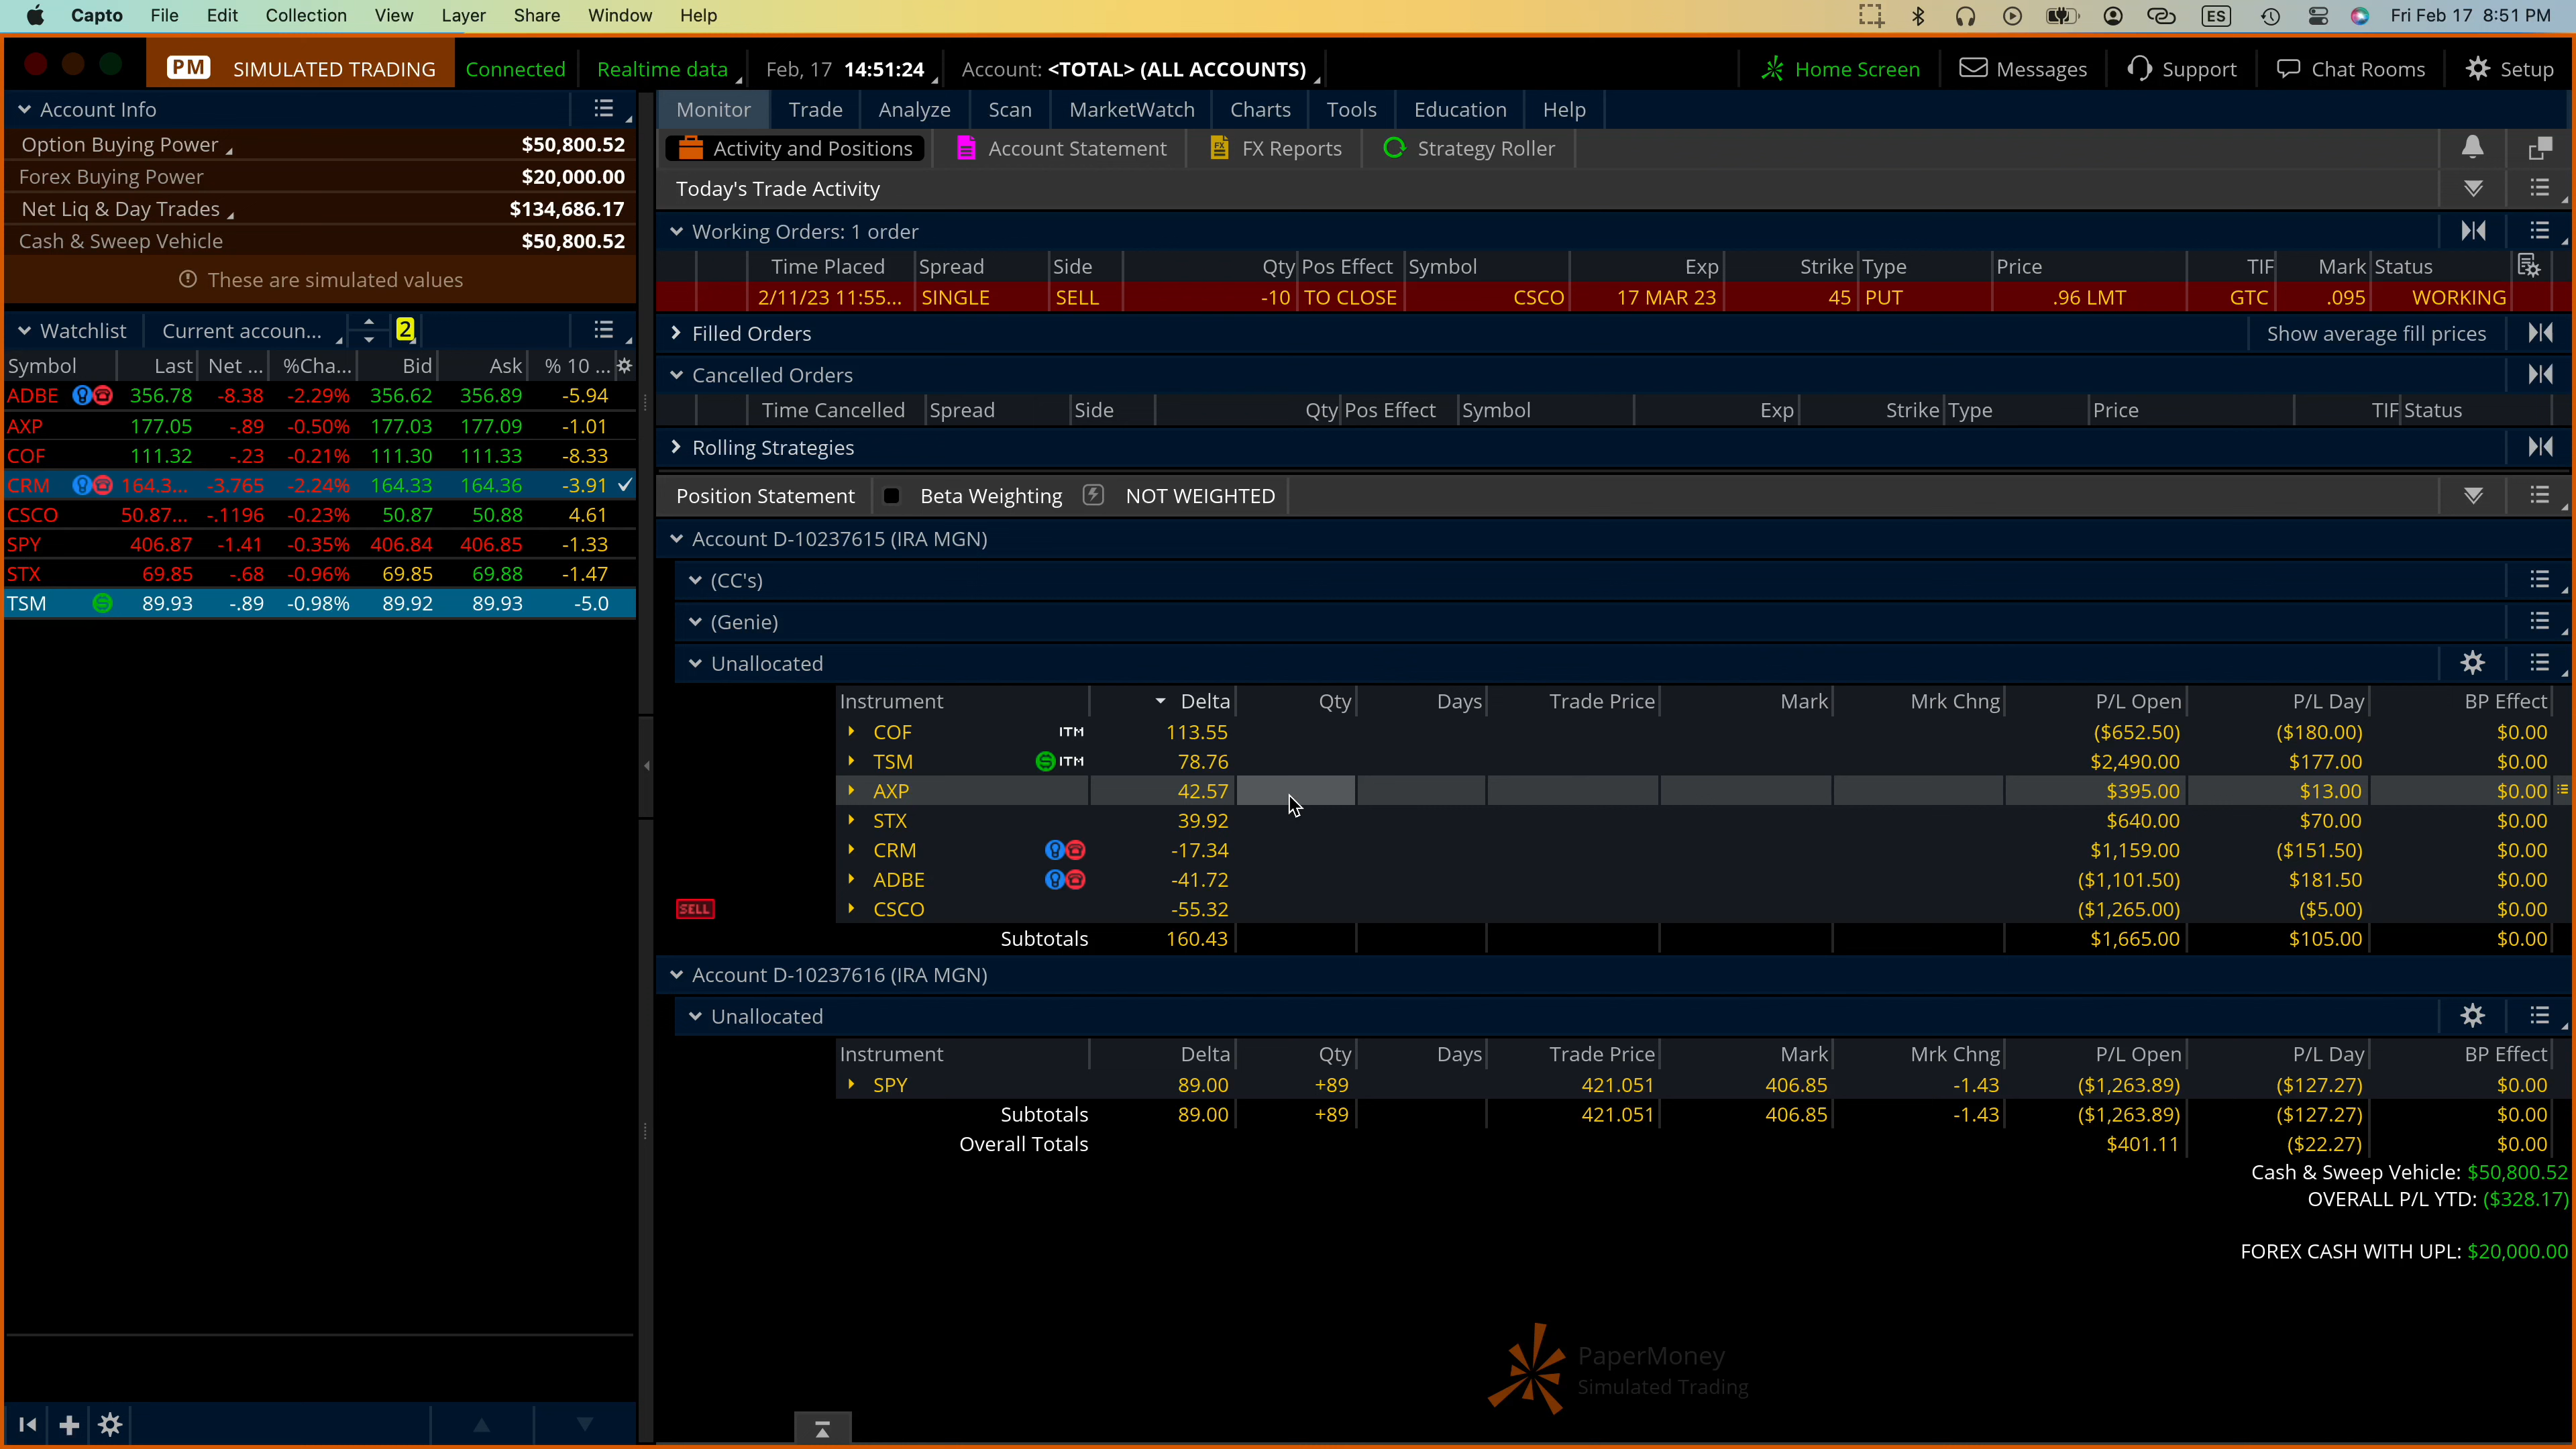 Capto File Edit Collection View Layer Share Window Help ES Fri Feb 17 8:51 PM
PM SIMULATED TRADING Connected Realtime data Feb, 17 14:51:24 Account: <TOTAL> (ALL ACCOUNTS) Home Screen Messages Support Chat Rooms Setup
Account Info
Option Buying Power $50,800.52
Forex Buying Power $20,000.00
Net Liq & Day Trades $134,686.17
Cash & Sweep Vehicle $50,800.52
These are simulated values
Watchlist Current accoun... 2
Symbol Last Net ... %Cha... Bid Ask % 10 ...
ADBE 356.78 -8.38 -2.29% 356.62 356.89 -5.94
AXP 177.05 -.89 -0.50% 177.03 177.09 -1.01
COF 111.32 -.23 -0.21% 111.30 111.33 -8.33
CRM 164.3... -3.765 -2.24% 164.33 164.36 -3.91
CSCO 50.87... -.1196 -0.23% 50.87 50.88 4.61
SPY 406.87 -1.41 -0.35% 406.84 406.85 -1.33
STX 69.85 -.68 -0.96% 69.85 69.88 -1.47
TSM 89.93 -.89 -0.98% 89.92 89.93 -5.0
Monitor Trade Analyze Scan MarketWatch Charts Tools Education Help
Activity and Positions Account Statement FX FX Reports Strategy Roller
Today's Trade Activity
Working Orders: 1 order
Time Placed Spread Side Qty Pos Effect Symbol Exp Strike Type Price TIF Mark Status
2/11/23 11:55... SINGLE SELL -10 TO CLOSE CSCO 17 MAR 23 45 PUT .96 LMT GTC .095 WORKING
Filled Orders Show average fill prices
Cancelled Orders
Time Cancelled Spread Side Qty Pos Effect Symbol Exp Strike Type Price TIF Status
Rolling Strategies
Position Statement Beta Weighting NOT WEIGHTED
Account D-10237615 (IRA MGN)
(CC's)
(Genie)
Unallocated
Instrument Delta Qty Days Trade Price Mark Mrk Chng P/L Open P/L Day BP Effect
COF ITM 113.55 ($652.50) ($180.00) $0.00
TSM ITM 78.76 $2,490.00 $177.00 $0.00
AXP 42.57 $395.00 $13.00 $0.00
STX 39.92 $640.00 $70.00 $0.00
CRM -17.34 $1,159.00 ($151.50) $0.00
ADBE -41.72 ($1,101.50) $181.50 $0.00
SELL CSCO -55.32 ($1,265.00) ($5.00) $0.00
Subtotals 160.43 $1,665.00 $105.00 $0.00
Account D-10237616 (IRA MGN)
Unallocated
Instrument Delta Qty Days Trade Price Mark Mrk Chng P/L Open P/L Day BP Effect
SPY 89.00 +89 421.051 406.85 -1.43 ($1,263.89) ($127.27) $0.00
Subtotals 89.00 +89 421.051 406.85 -1.43 ($1,263.89) ($127.27) $0.00
Overall Totals $401.11 ($22.27) $0.00
Cash & Sweep Vehicle: $50,800.52
OVERALL P/L YTD: ($328.17)
FOREX CASH WITH UPL: $20,000.00
PaperMoney
Simulated Trading